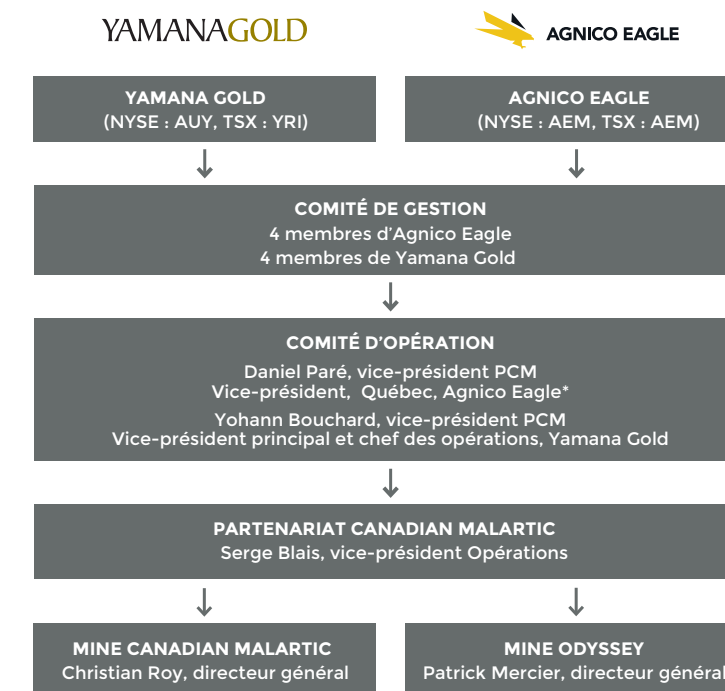 YAMANAGOLD
AGNICO EAGLE
YAMANA GOLD
(NYSE : AUY, TSX : YRI)
AGNICO EAGLE
(NYSE : AEM, TSX : AEM)
COMITÉ DE GESTION
4 membres d’Agnico Eagle
4 membres de Yamana Gold
COMITÉ D’OPÉRATION
Daniel Paré, vice-président PCM
Vice-président, Québec, Agnico Eagle*
Yohann Bouchard, vice-président PCM
Vice-président principal et chef des opérations, Yamana Gold
PARTENARIAT CANADIAN MALARTIC
Serge Blais, vice-président Opérations
MINE CANADIAN MALARTIC
Christian Roy, directeur général
MINE ODYSSEY
Patrick Mercier, directeur général